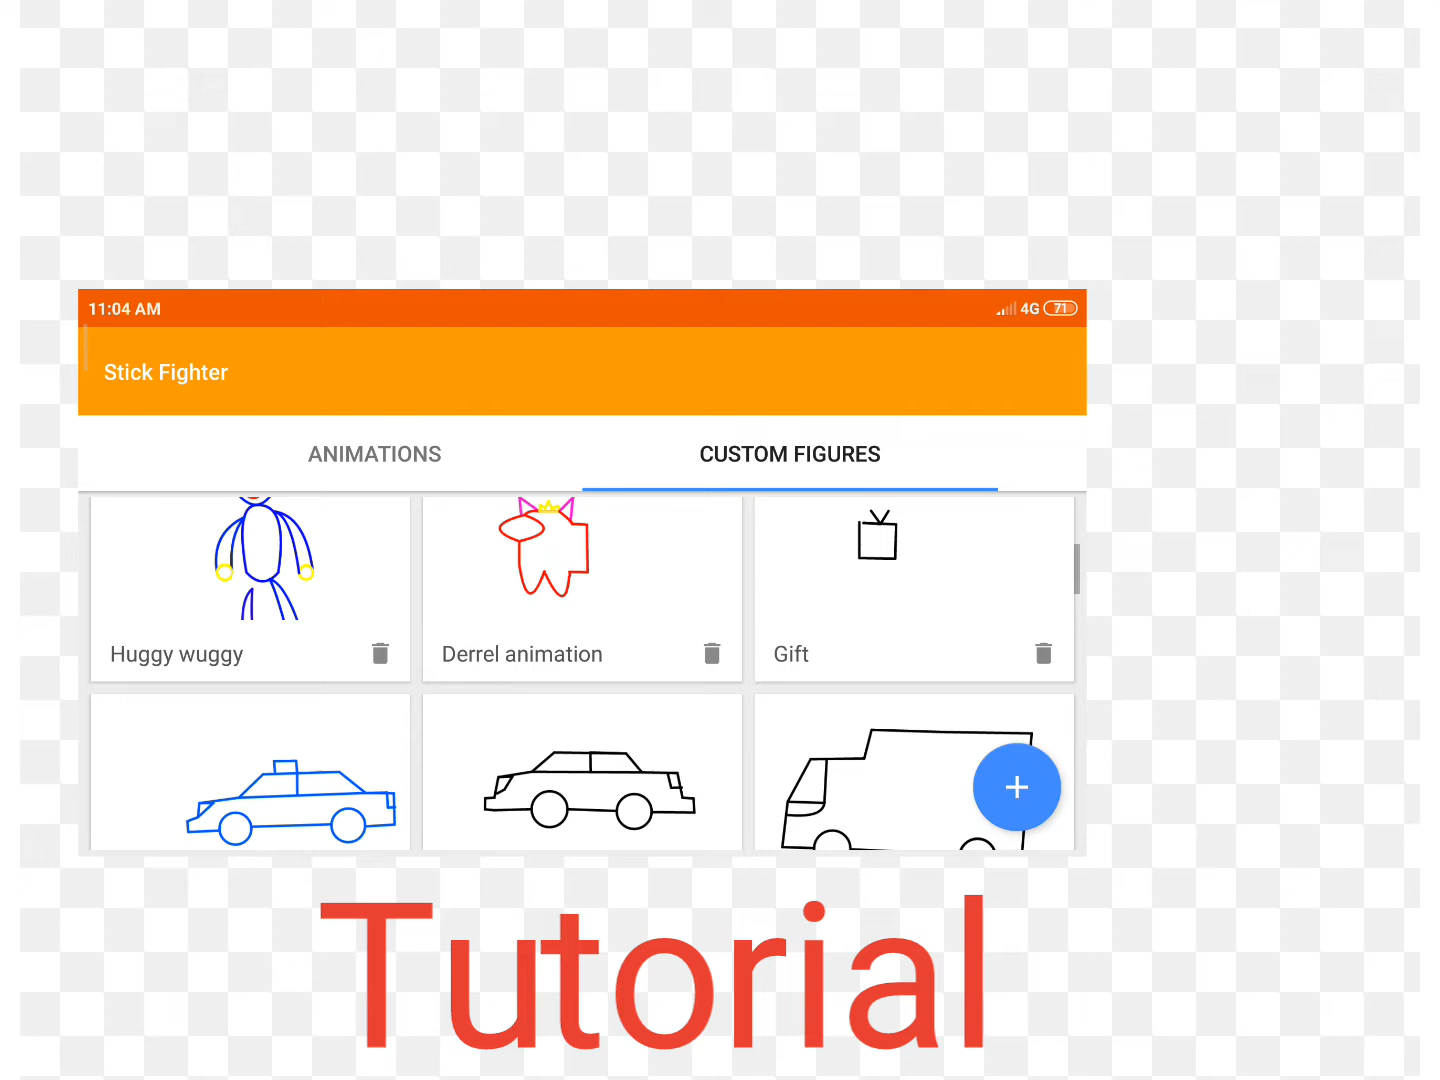 11:04 AM 4G 71
Stick Fighter
ANIMATIONS CUSTOM FIGURES
Huggy wuggy Derrel animation Gift
+
Tutorial